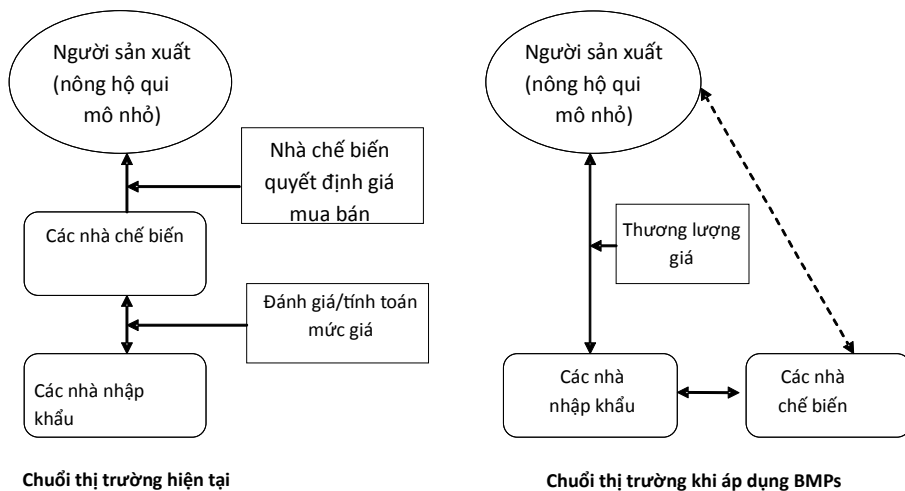 Người sản xuất
(nông hộ qui
mô nhỏ)
Nhà chế biến
quyết định giá
mua bán
Các nhà chế biến
Đánh giá/tính toán
mức giá
Các nhà nhập
khẩu
Chuổi thị trường hiện tại
Người sản xuất
(nông hộ qui
mô nhỏ)
Thương lượng
giá
Các nhà
nhập khẩu
Các nhà
chế biến
Chuổi thị trường khi áp dụng BMPs